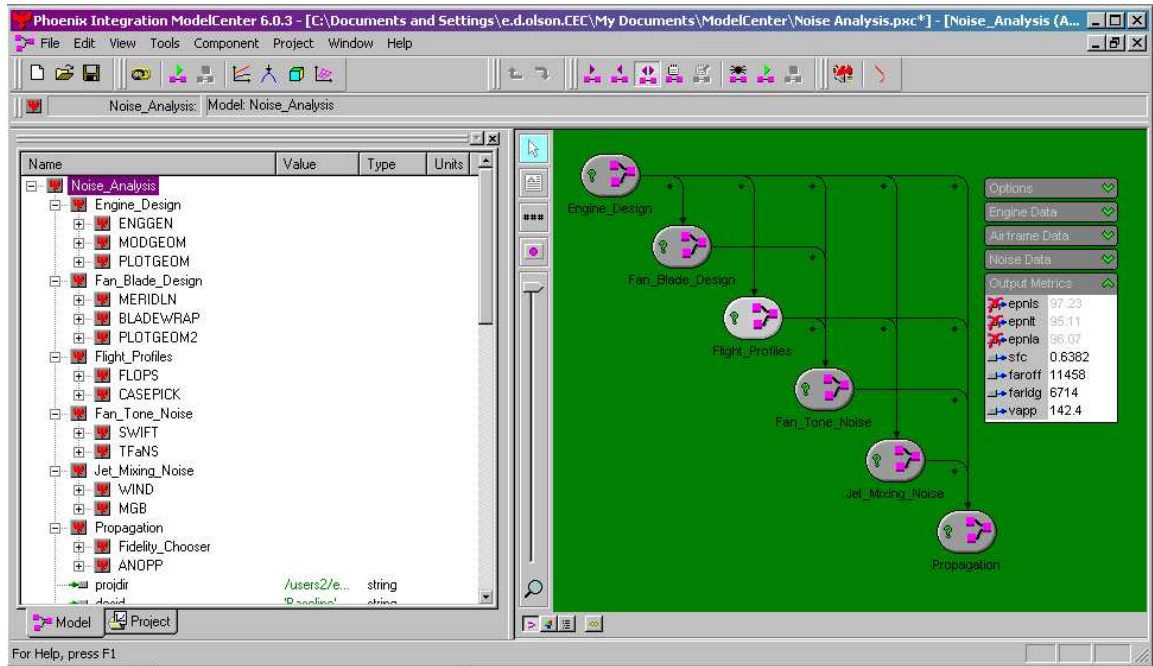 Phoenix Integration ModelCenter 6.0.3 - [C:\Documents and Settings\e.d.olson.CEC\My Documents\ModelCenter\Noise Analysis.pxc*] - [Noise_Analysis (A...
File Edit View Tools Component Project Window Help
Noise_Analysis: Model: Noise_Analysis
Name Value Type Units
Noise_Analysis
Engine_Design
ENGGEN
MODGEOM
PLOTGEOM
Fan_Blade_Design
MERIDLN
BLADEWRAP
PLOTGEOM2
Flight_Profiles
FLOPS
CASEPICK
Fan_Tone_Noise
SWIFT
TFaNS
Jet_Mixing_Noise
WIND
MGB
Propagation
Fidelity_Chooser
ANOPP
projdir /users2/e... string
Model Project
###
Engine_Design
Fan_Blade_Design
Flight_Profiles
Fan_Tone_Noise
Jet_Mixing_Noise
Propagation
Options
Engine Data
Airframe Data
Noise Data
Output Metrics
epnls 97.23
epnlt 95.11
epnla 96.07
sfc 0.6382
faroff 11458
farldg 6714
vapp 142.4
For Help, press F1